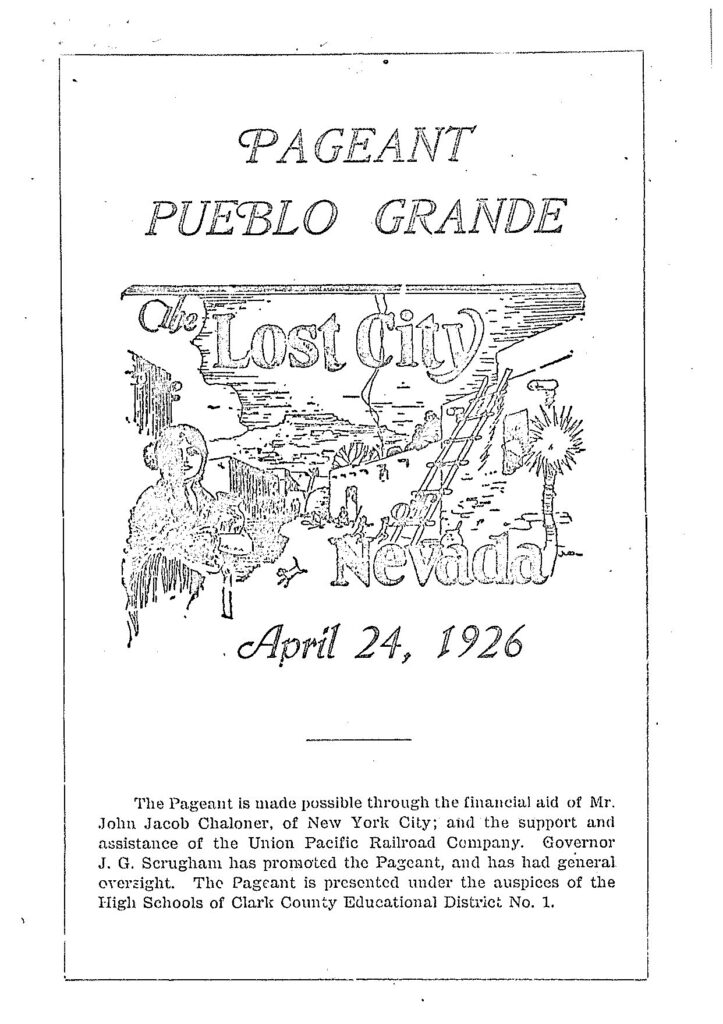 PAGEANT
PUEBLO GRANDE
The Lost City
of
Nevada
April 24, 1926
The Pageant is made possible through the financial aid of Mr.
John Jacob Chaloner, of New York City; and the support and
assistance of the Union Pacific Railroad Company. Governor
J. G. Scrugham has promoted the Pageant, and has had general
oversight. The Pageant is presented under the auspices of the
High Schools of Clark County Educational District No. 1.